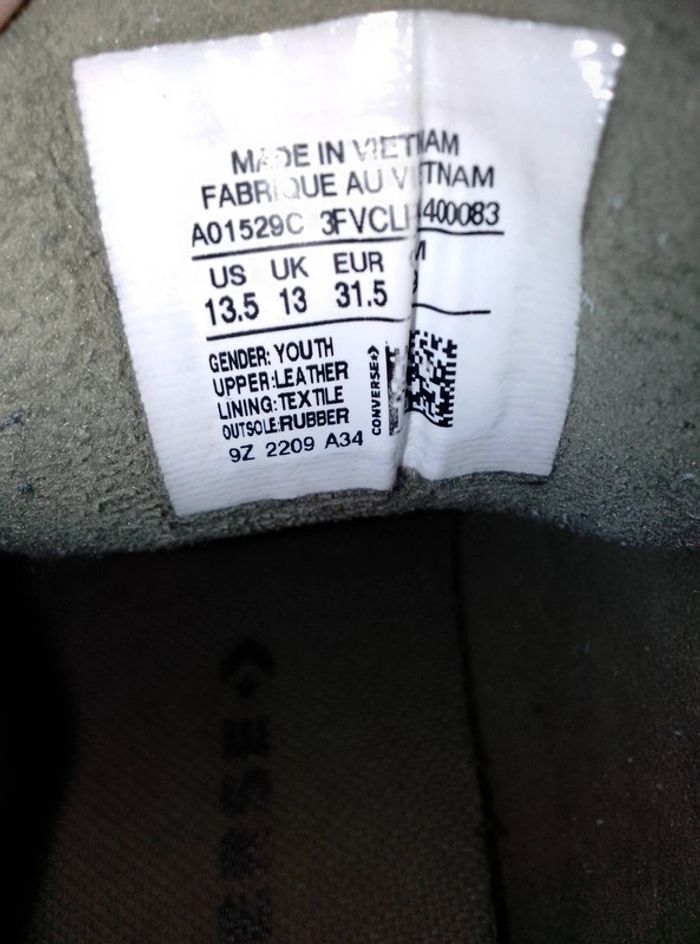 MADE IN VIETNAM
FABRIQUE AU VIETNAM
A01529C 400083
US UK EUR
13.5 13 31.5
GENDER: YOUTH
UPPER:LEATHER
LINING:TEXTILE
OUTSOLE:RUBBER
9Z 2209 A34
CONVERSE